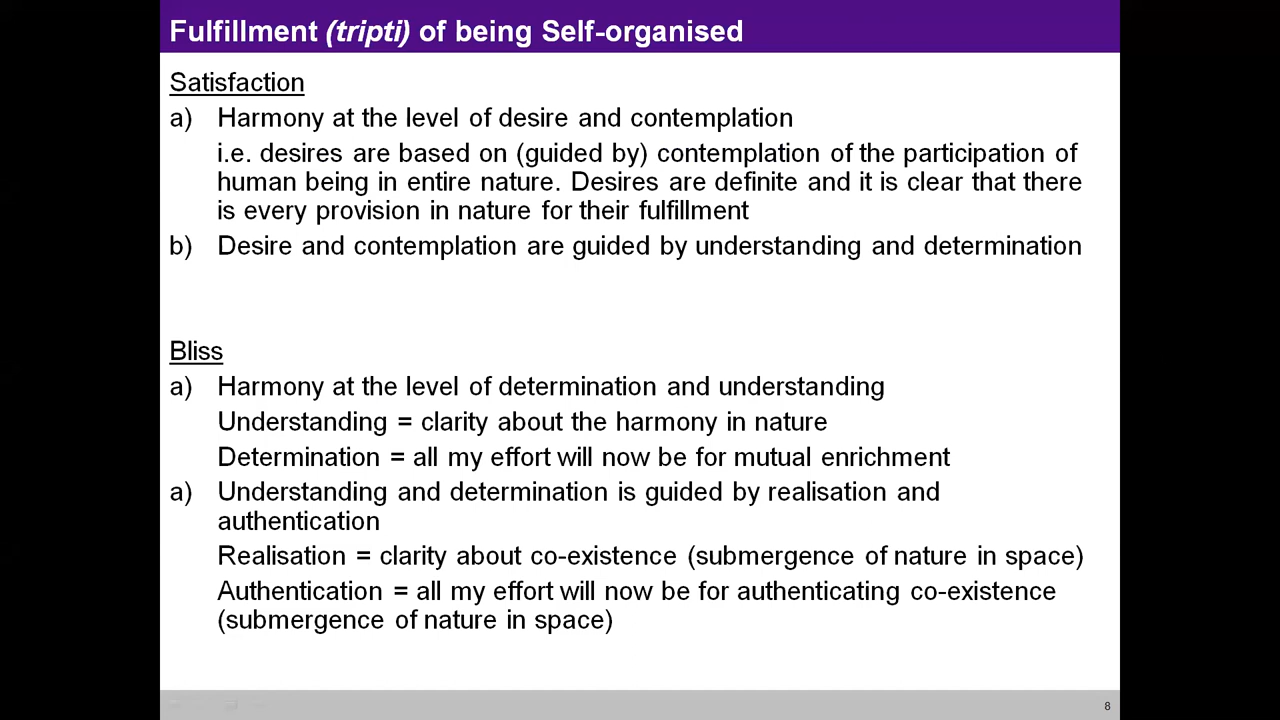 Fulfillment (tripti) of being Self-organised
Satisfaction
a) Harmony at the level of desire and contemplation
i.e. desires are based on (guided by) contemplation of the participation of
human being in entire nature. Desires are definite and it is clear that there
is every provision in nature for their fulfillment
b) Desire and contemplation are guided by understanding and determination
Bliss
a) Harmony at the level of determination and understanding
Understanding = clarity about the harmony in nature
Determination = all my effort will now be for mutual enrichment
a) Understanding and determination is guided by realisation and
authentication
Realisation = clarity about co-existence (submergence of nature in space)
Authentication = all my effort will now be for authenticating co-existence
(submergence of nature in space)
8